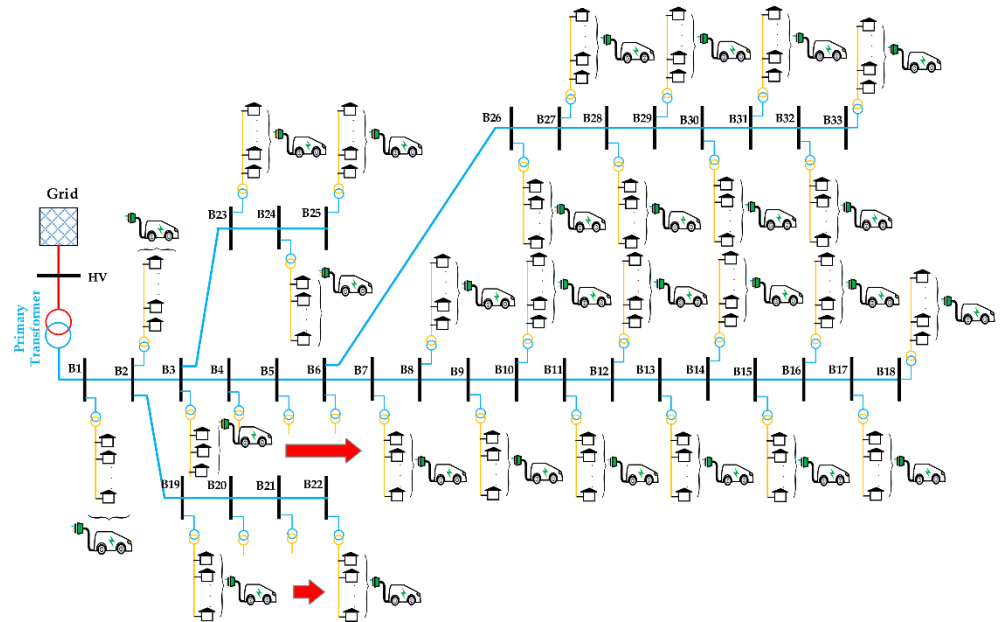 B26
B27
B28
B29
B30
B31
B32
B33
Grid
B23
B24
B25
HV
Primary
Transformer
B1
B2
B3
B4
B5
B6
B7
B8
B9
B10
B11
B12
B13
B14
B15
B16
B17
B18
B19
B20
B21
B22